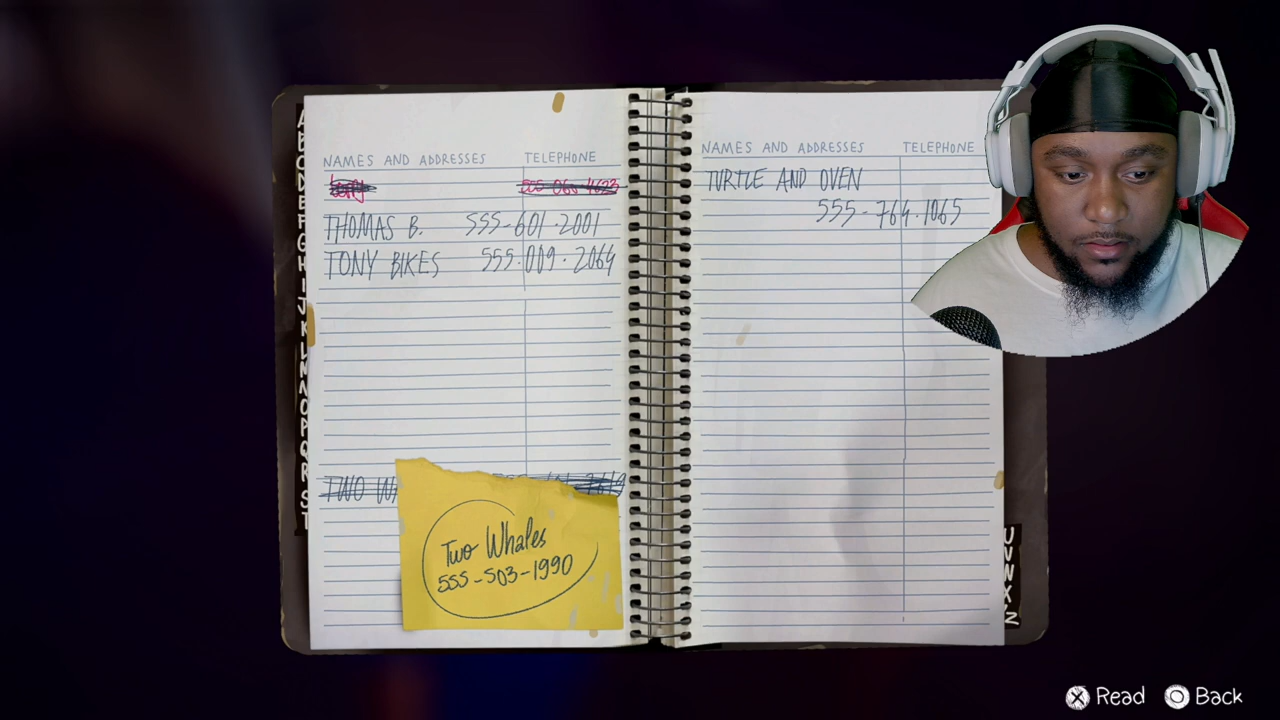 NAMES AND ADDRESSES TELEPHONE
THOMAS B. 555-601-2001
TONY BIKES 555-009-2064
TWO
Two Whales
555-503-1990
A
B
C
D
E
F
G
H
I
J
K
L
M
N
O
P
Q
R
S
T
NAMES AND ADDRESSES TELEPHONE
TURTLE AND OVEN
555-764-1065
U
V
W
X
Z
Read Back